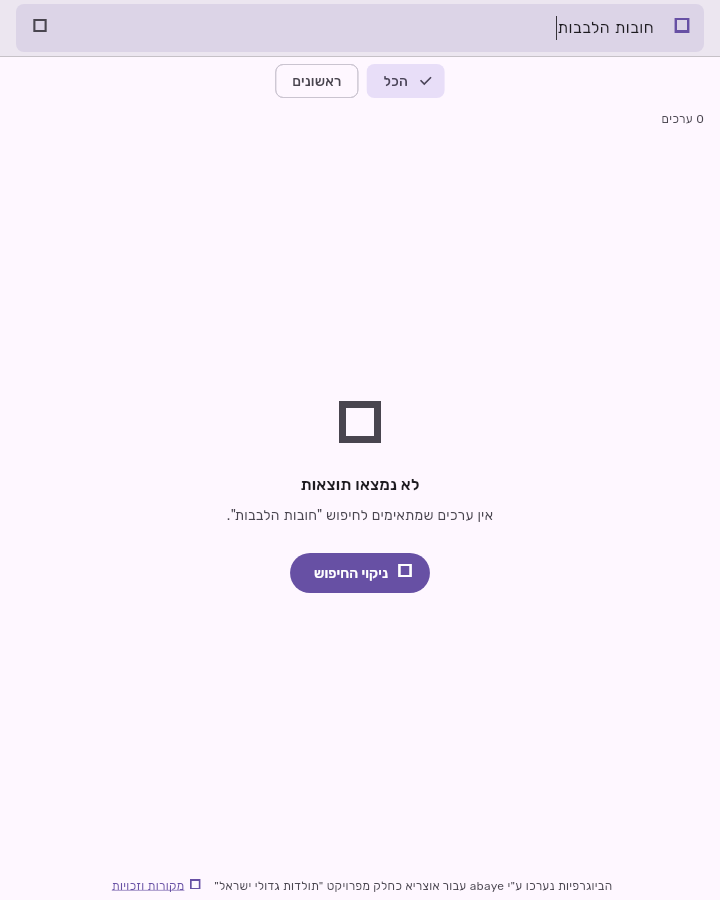 חובות הלבבות
הכל
ראשונים
0 ערכים
לא נמצאו תוצאות
אין ערכים שמתאימים לחיפוש "חובות הלבבות".
ניקוי החיפוש
הביוגרפיות נערכו ע"י abaye עבור אוצריא כחלק מפרויקט "תולדות גדולי ישראל" מקורות וזכויות